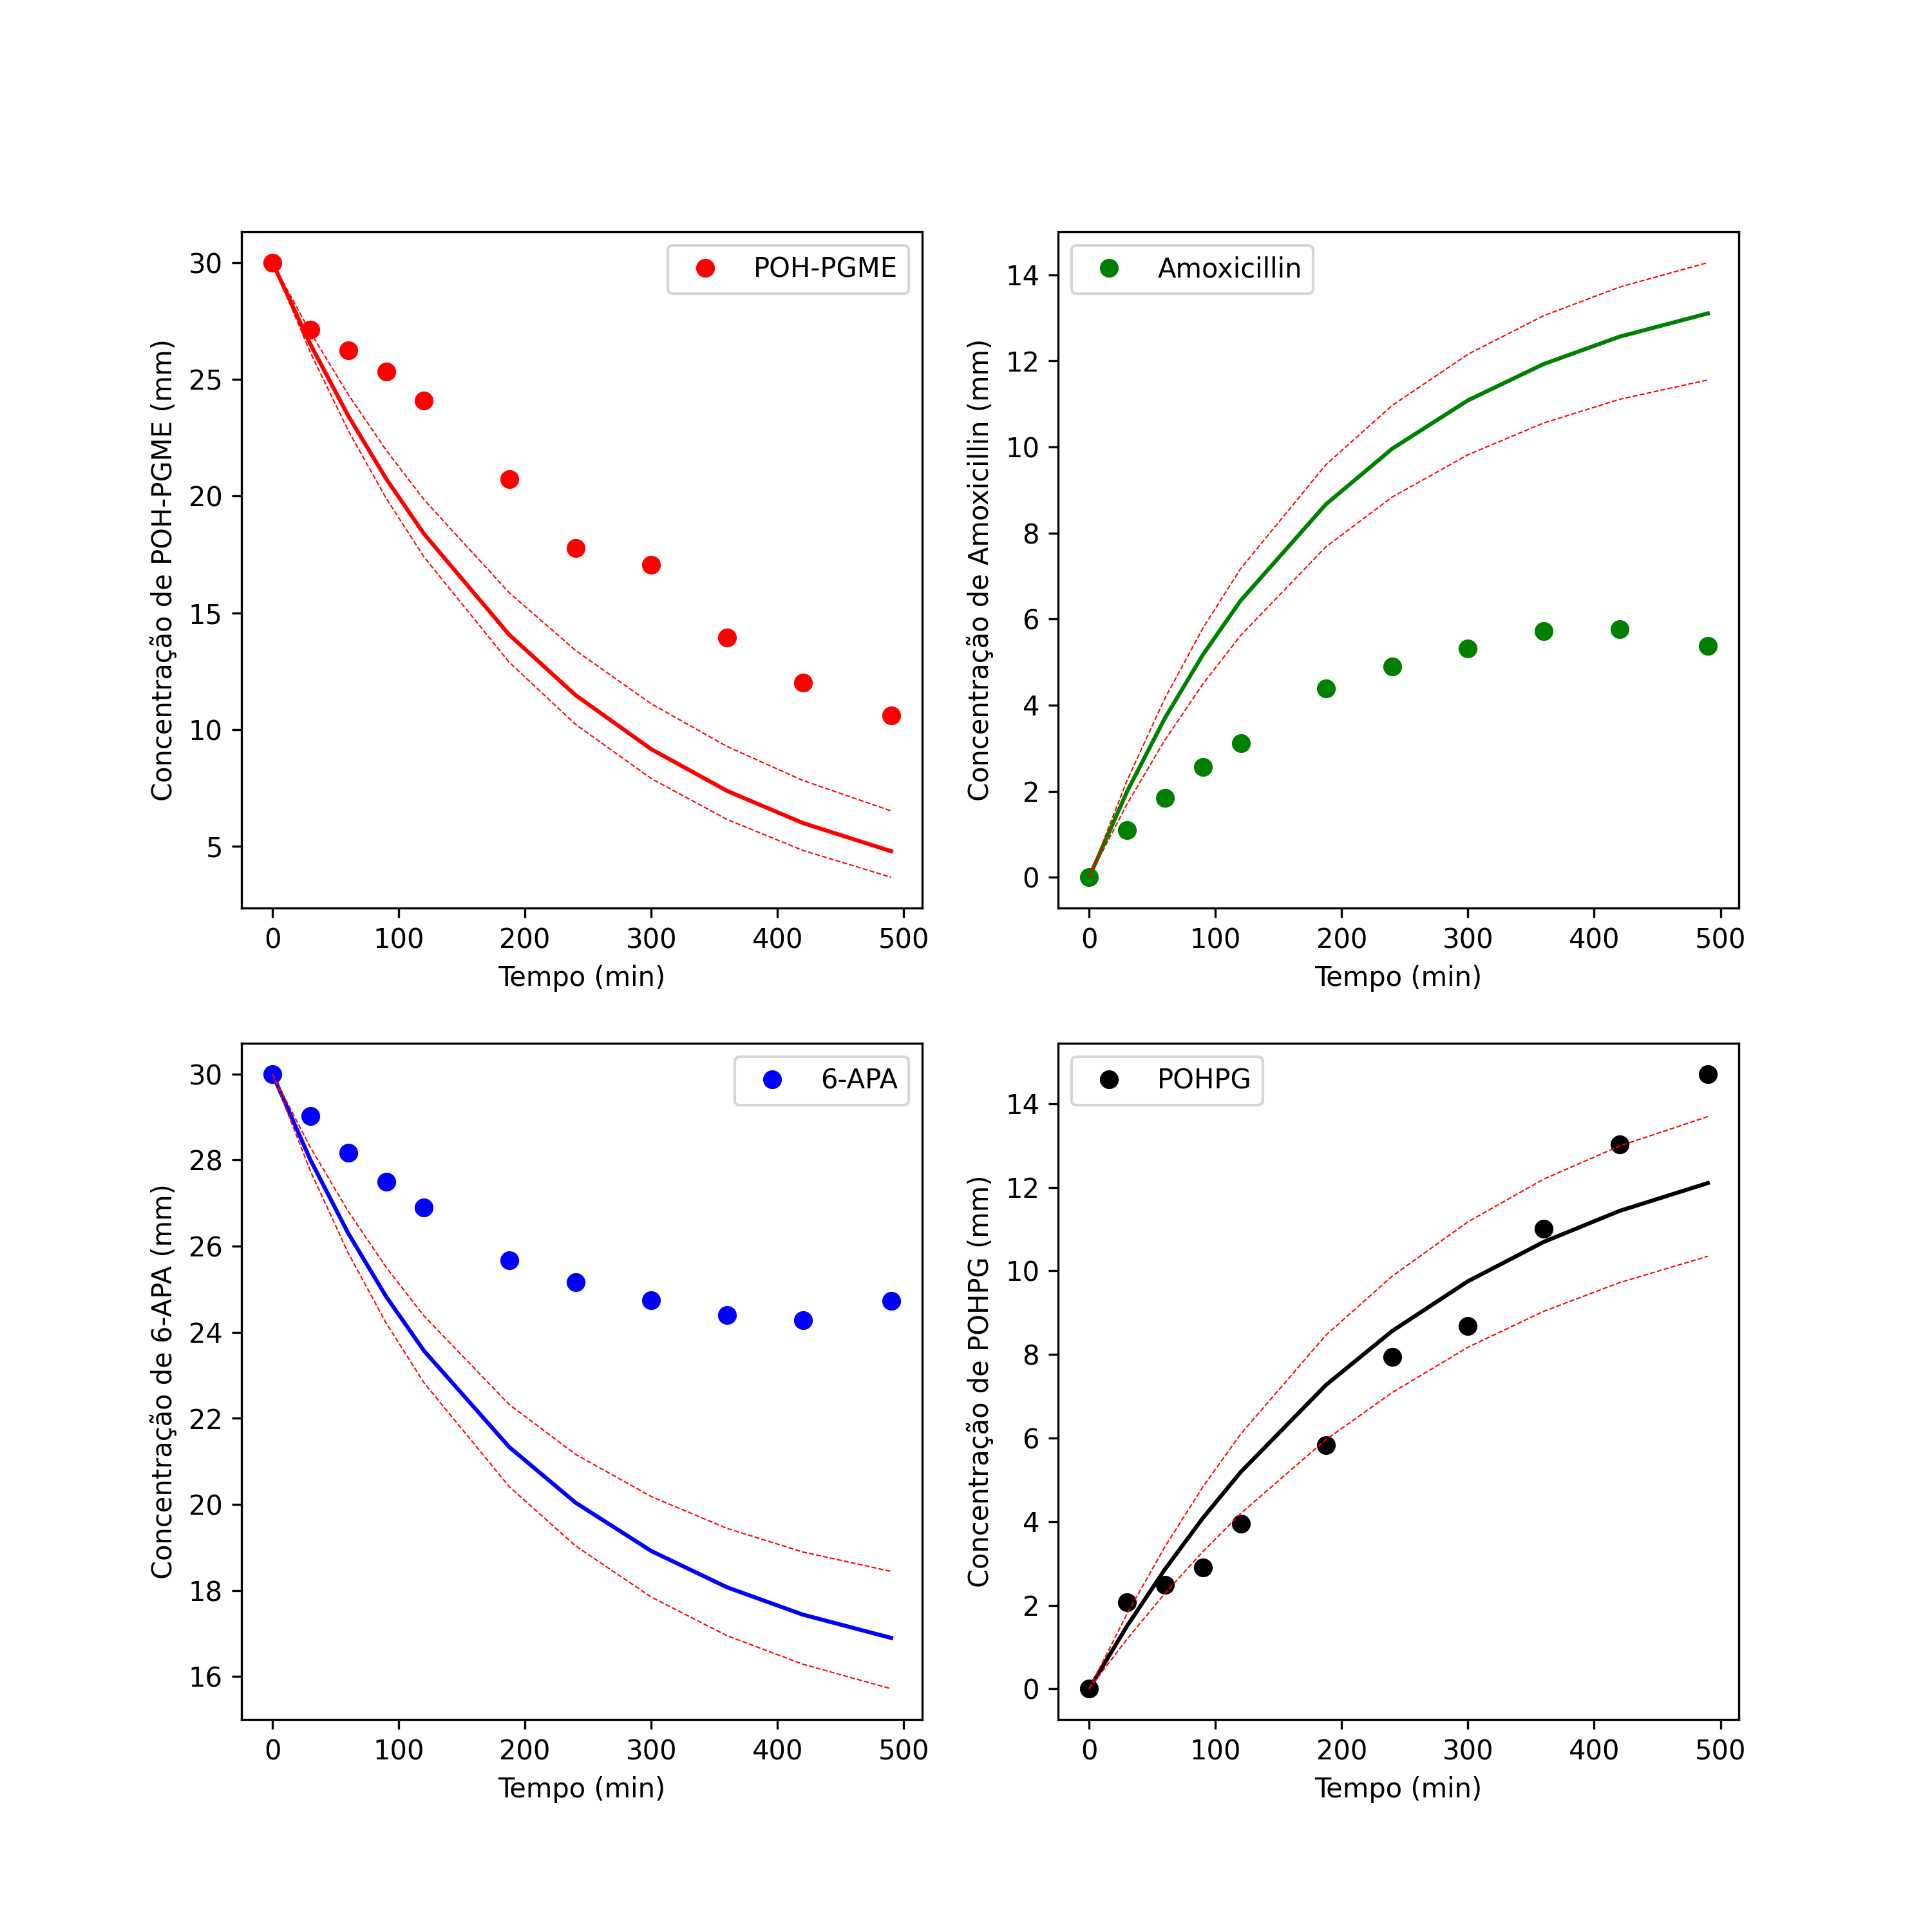 POH-PGME
Concentração de POH-PGME (mm)
30
25
20
15
10
5
0 100 200 300 400 500
Tempo (min)
Amoxicillin
Concentração de Amoxicillin (mm)
14
12
10
8
6
4
2
0
0 100 200 300 400 500
Tempo (min)
6-APA
Concentração de 6-APA (mm)
30
28
26
24
22
20
18
16
0 100 200 300 400 500
Tempo (min)
POHPG
Concentração de POHPG (mm)
14
12
10
8
6
4
2
0
0 100 200 300 400 500
Tempo (min)